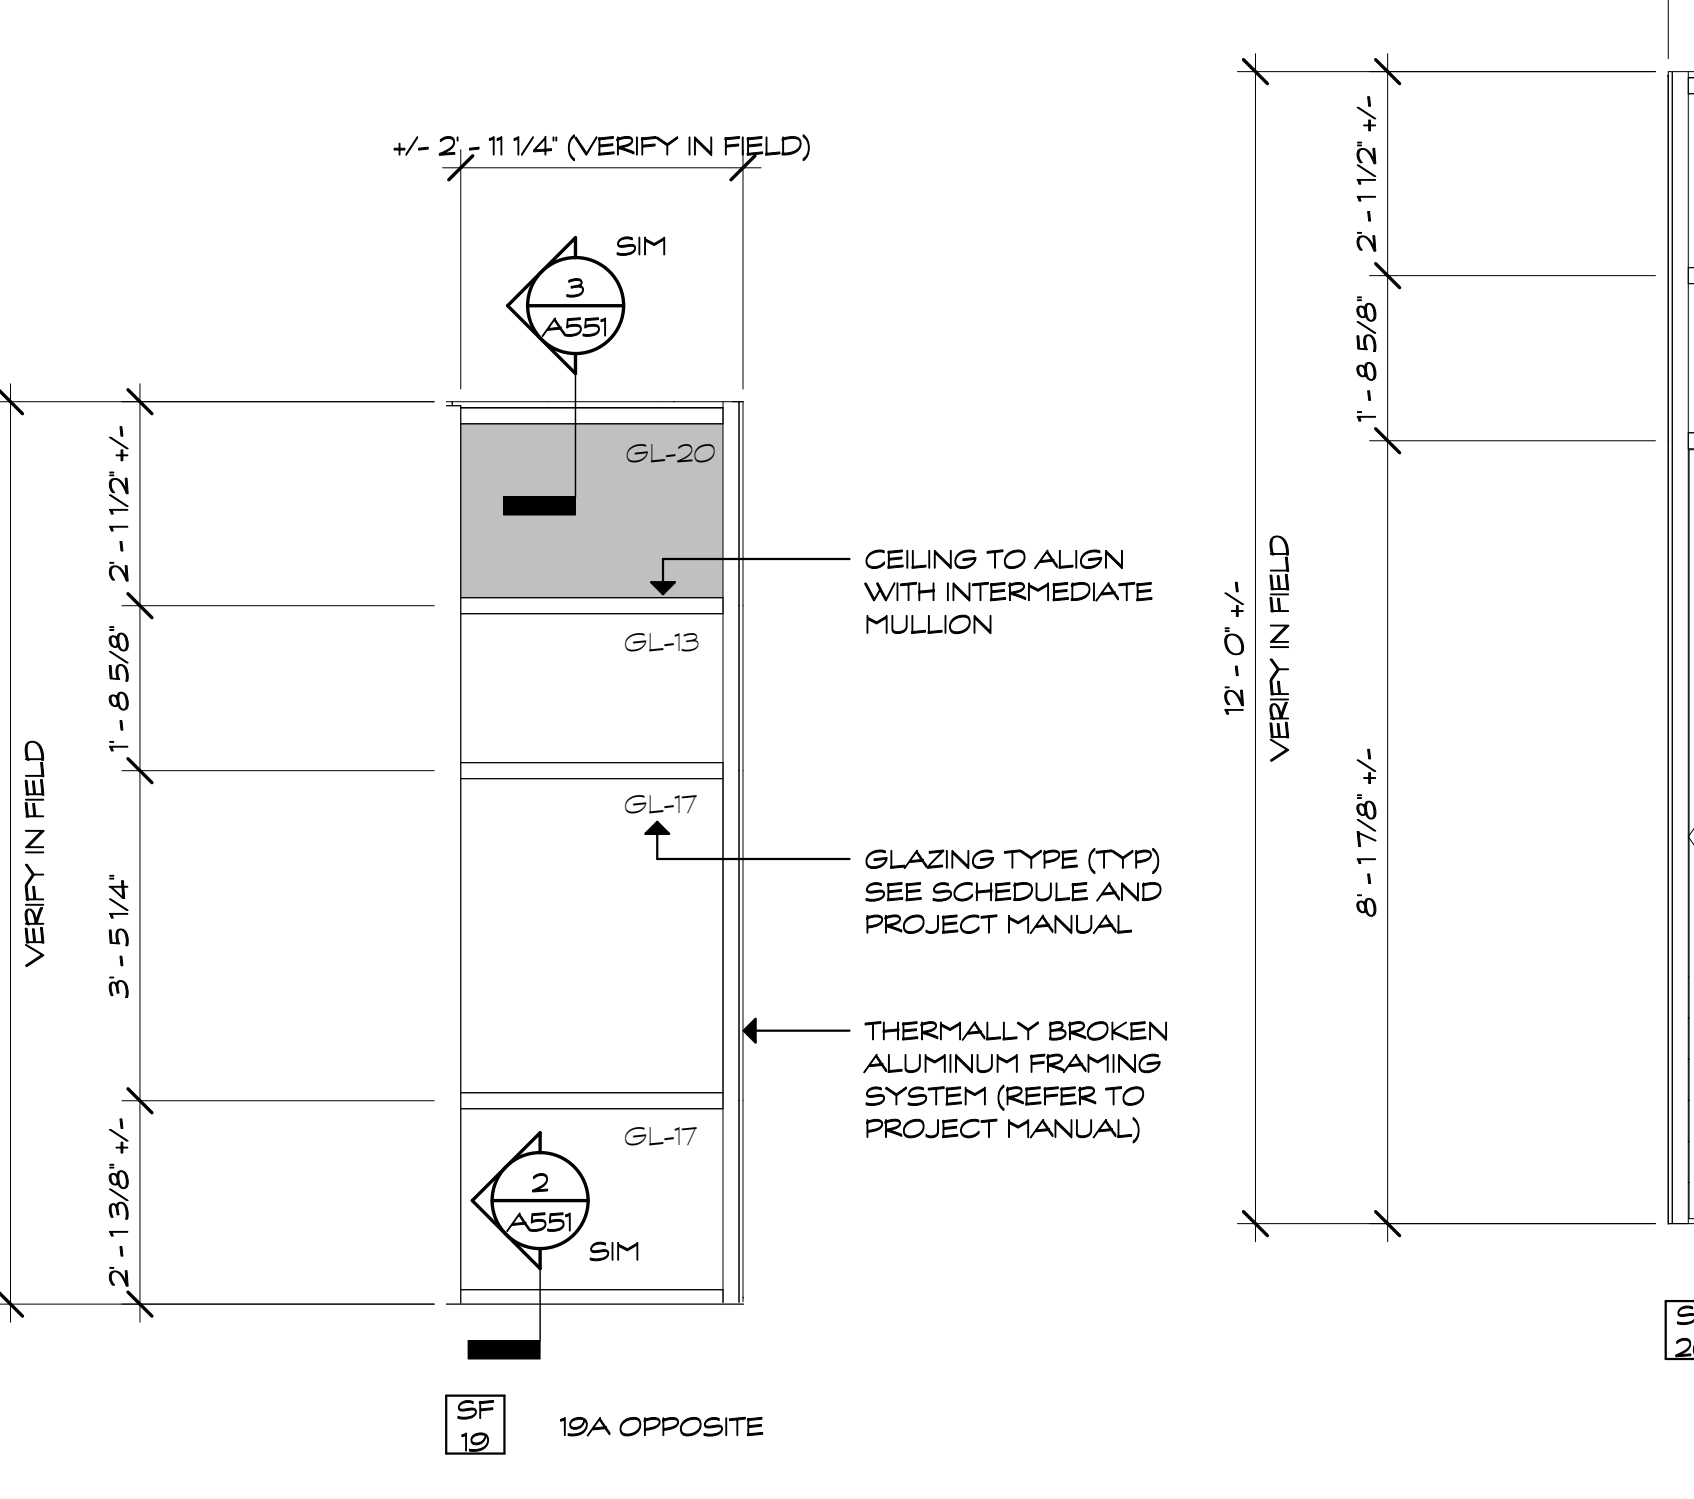 +/- 2' - 11 1/4" (VERIFY IN FIELD)
SIM
3
A551
GL-20
2' - 1 1/2" +/-
1' - 8 5/8"
3' - 5 1/4"
2' - 1 3/8" +/-
VERIFY IN FIELD
CEILING TO ALIGN
WITH INTERMEDIATE
MULLION
GL-13
GL-17
GLAZING TYPE (TYP)
SEE SCHEDULE AND
PROJECT MANUAL
THERMALLY BROKEN
ALUMINUM FRAMING
SYSTEM (REFER TO
PROJECT MANUAL)
GL-17
2
A551
SIM
SF
19
19A OPPOSITE
12' - 0" +/-
VERIFY IN FIELD
2' - 1 1/2" +/-
1' - 8 5/8"
8' - 1 7/8" +/-